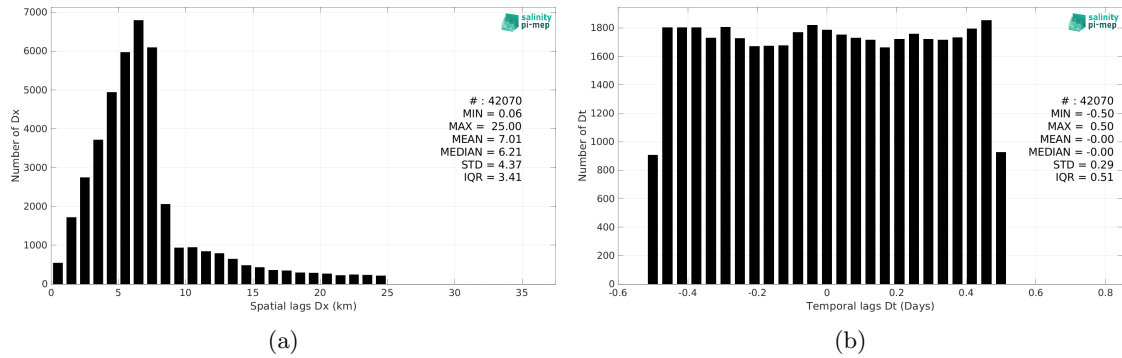 7000
6000
5000
4000
3000
2000
1000
0
Number of Dx
salinity
pi-mep
# : 42070
MIN = 0.06
MAX = 25.00
MEAN = 7.01
MEDIAN = 6.21
STD = 4.37
IQR = 3.41
0 5 10 15 20 25 30 35
Spatial lags Dx (km)
(a)
1800
1600
1400
1200
1000
800
600
400
200
0
Number of Dt
salinity
pi-mep
# : 42070
MIN = -0.50
MAX = 0.50
MEAN = -0.00
MEDIAN = -0.00
STD = 0.29
IQR = 0.51
-0.6 -0.4 -0.2 0 0.2 0.4 0.6 0.8
Temporal lags Dt (Days)
(b)